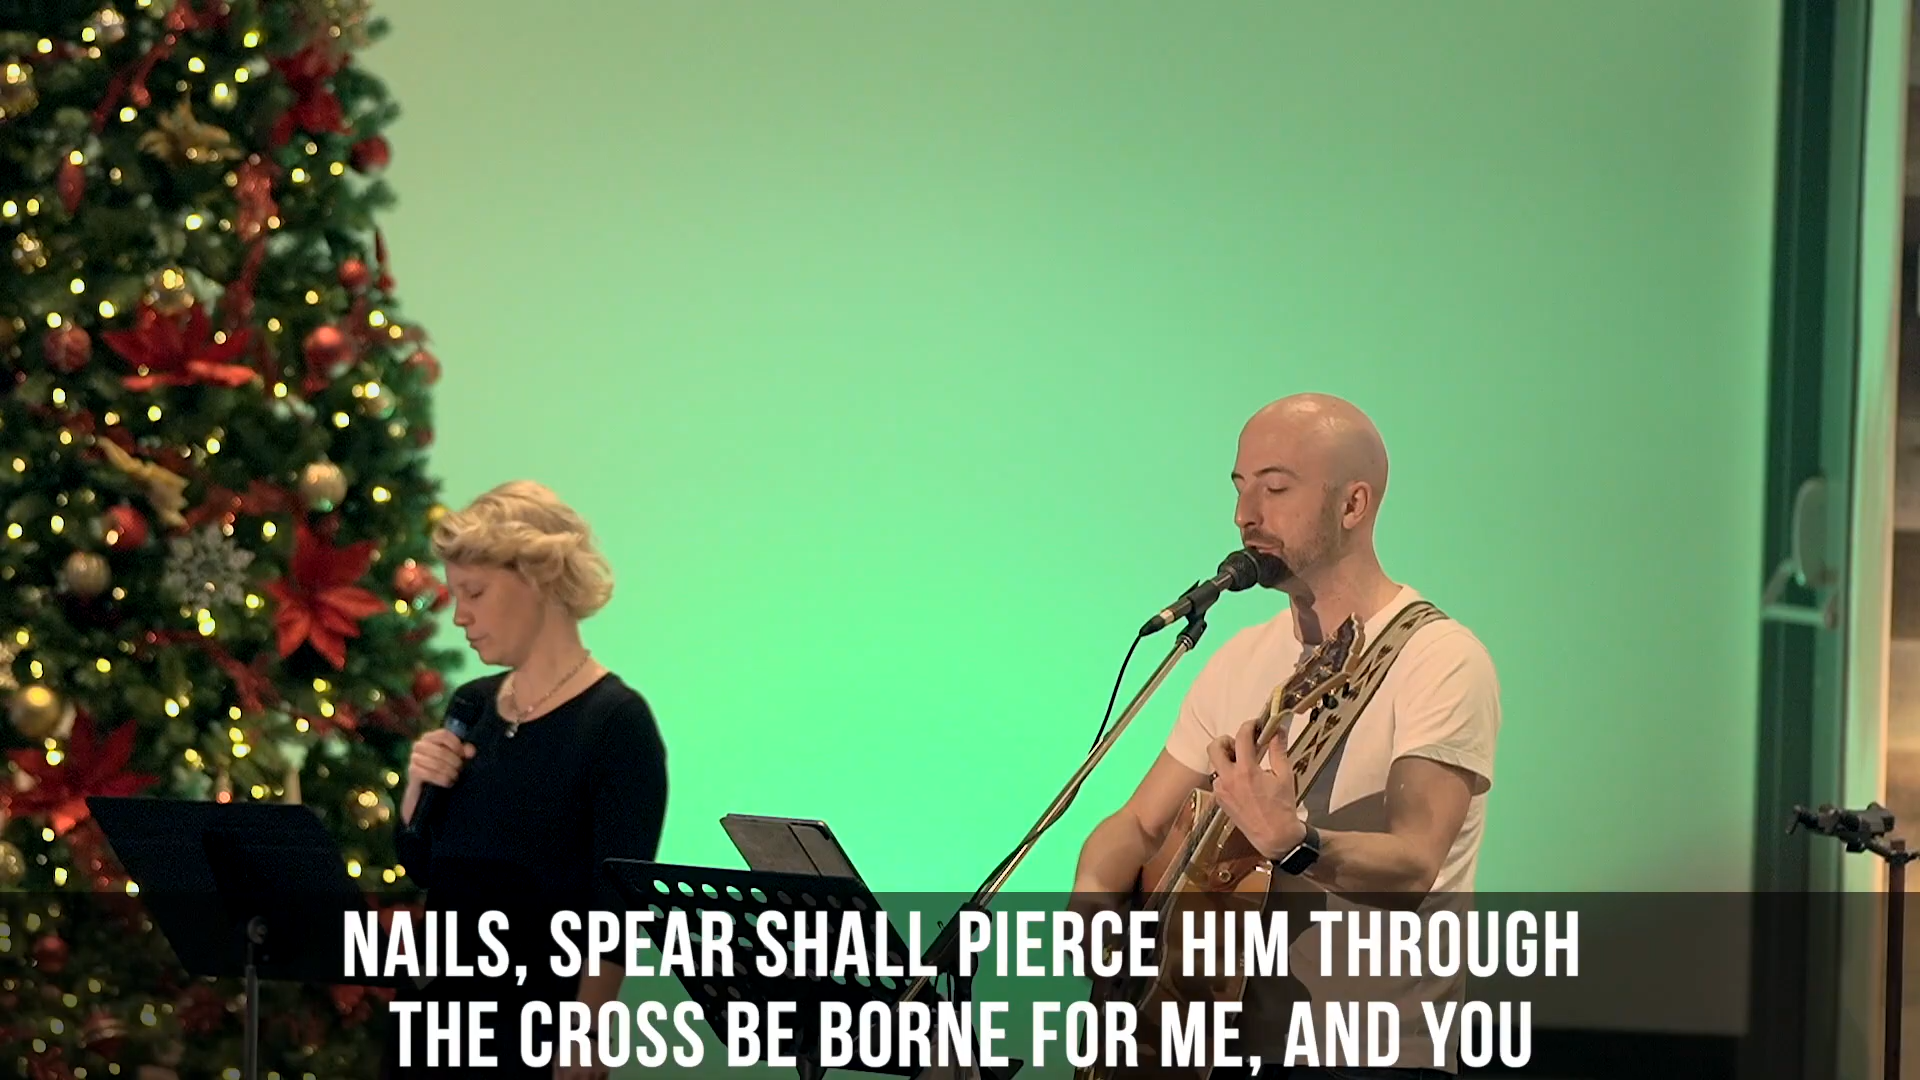 NAILS, SPEAR SHALL PIERCE HIM THROUGH
THE CROSS BE BORNE FOR ME, AND YOU